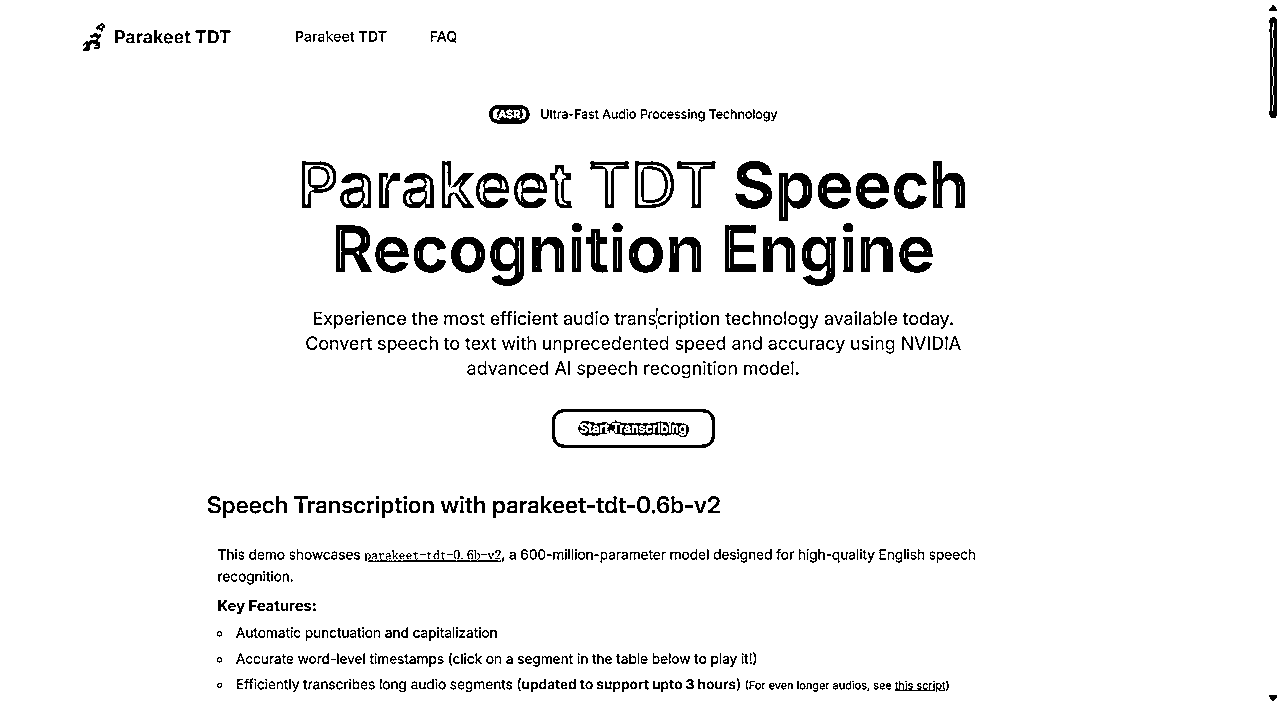 Parakeet TDT
Parakeet TDT
FAQ
(ASR) Ultra-Fast Audio Processing Technology
Parakeet TDT Speech
Recognition Engine
Experience the most efficient audio transcription technology available today.
Convert speech to text with unprecedented speed and accuracy using NVIDIA
advanced AI speech recognition model.
Start Transcribing
Speech Transcription with parakeet-tdt-0.6b-v2
This demo showcases parakeet-tdt-0.6b-v2, a 600-million-parameter model designed for high-quality English speech
recognition.
Key Features:
Automatic punctuation and capitalization
Accurate word-level timestamps (click on a segment in the table below to play it!)
Efficiently transcribes long audio segments (updated to support upto 3 hours) (For even longer audios, see this script)